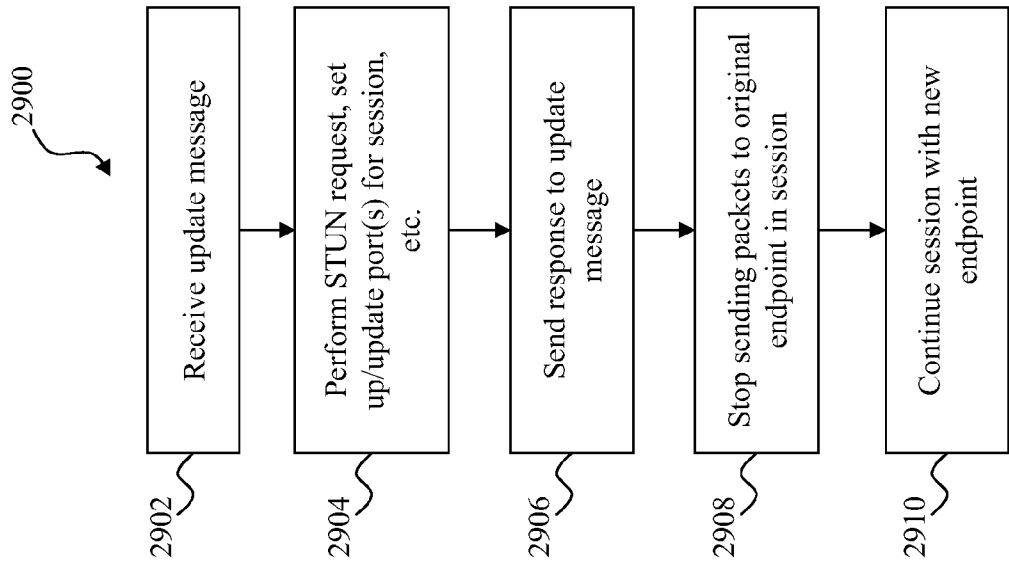 2900
2902
Receive update message
2904
Perform STUN request, set
up/update port(s) for session,
etc.
2906
Send response to update
message
2908
Stop sending packets to original
endpoint in session
2910
Continue session with new
endpoint